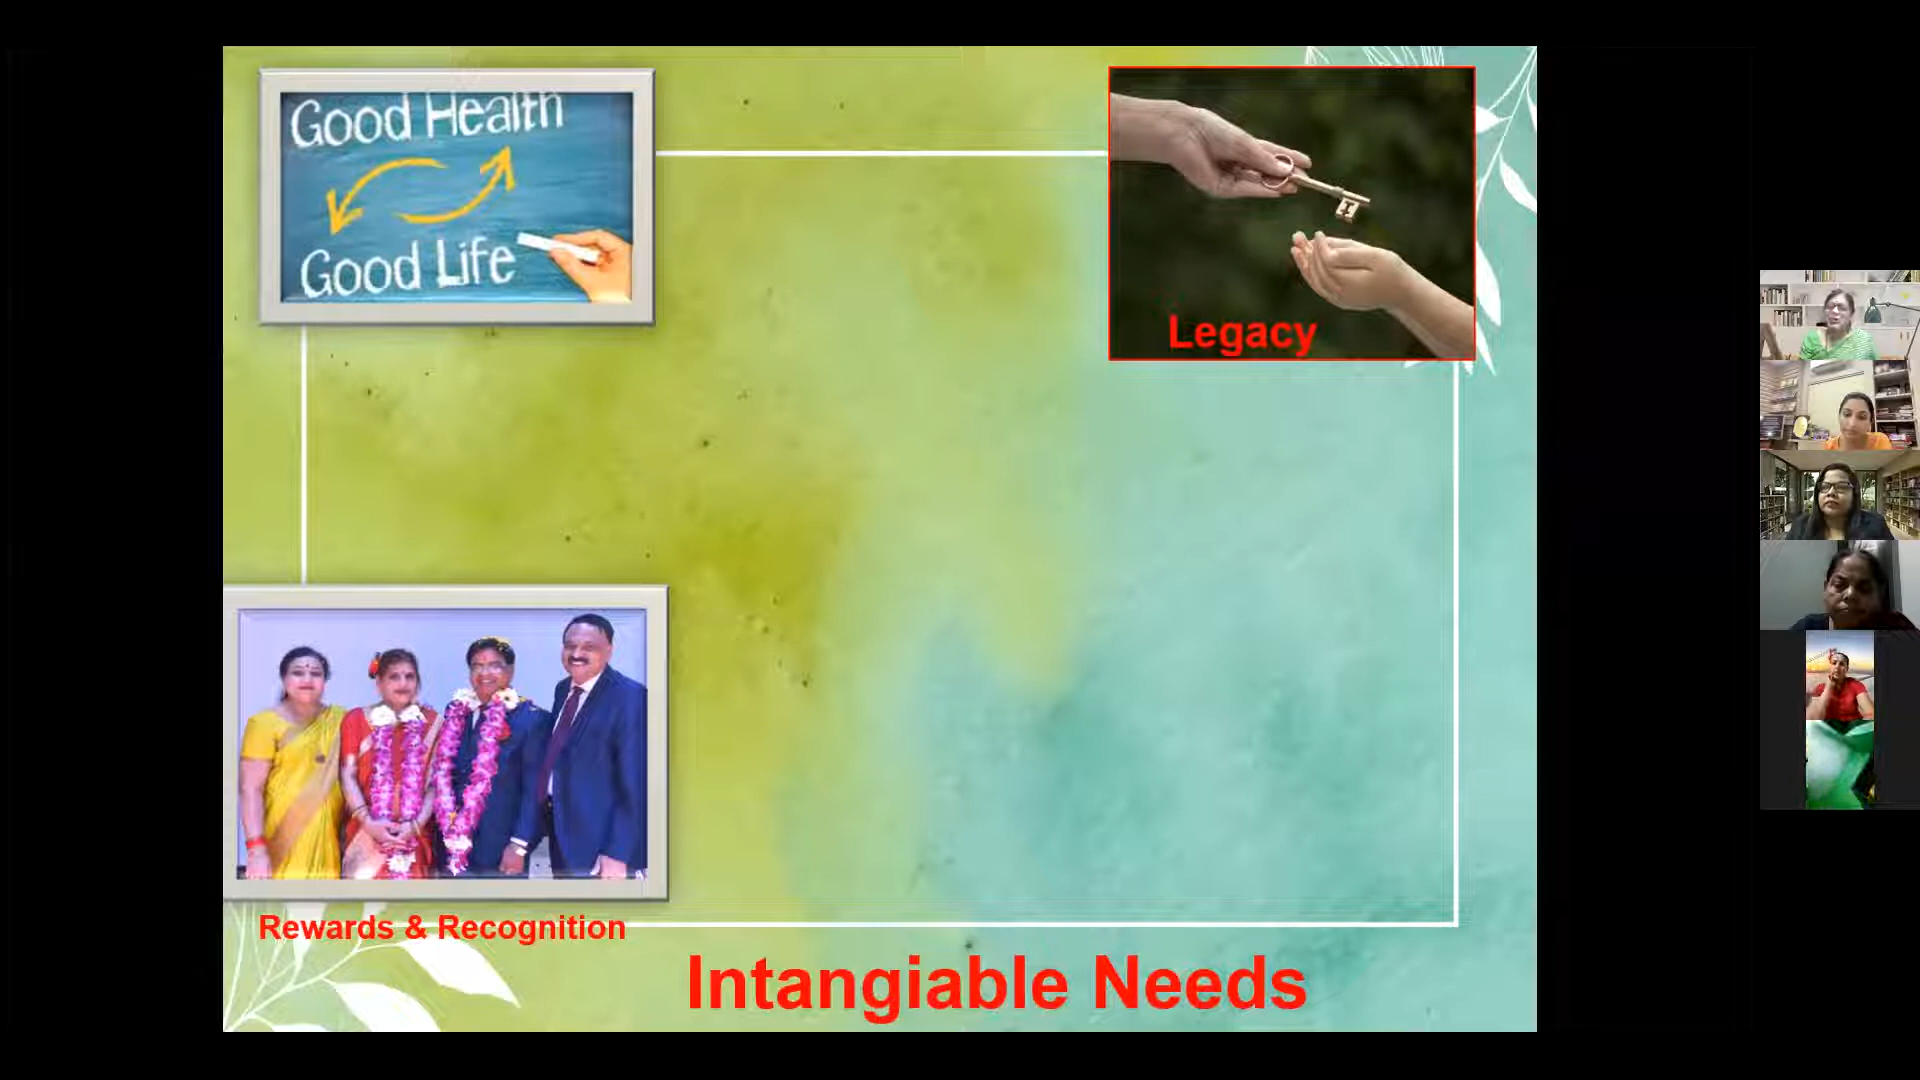 Good Health
Good Life
Legacy
Rewards & Recognition
Intangiable Needs